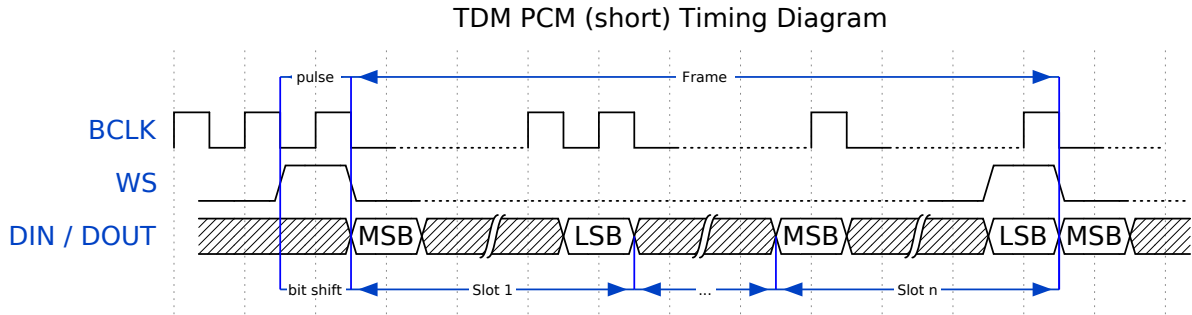 TDM PCM (short) Timing Diagram
pulse
Frame
BCLK
WS
DIN / DOUT
MSB
LSB
MSB
LSB
MSB
bit shift
Slot 1
...
Slot n